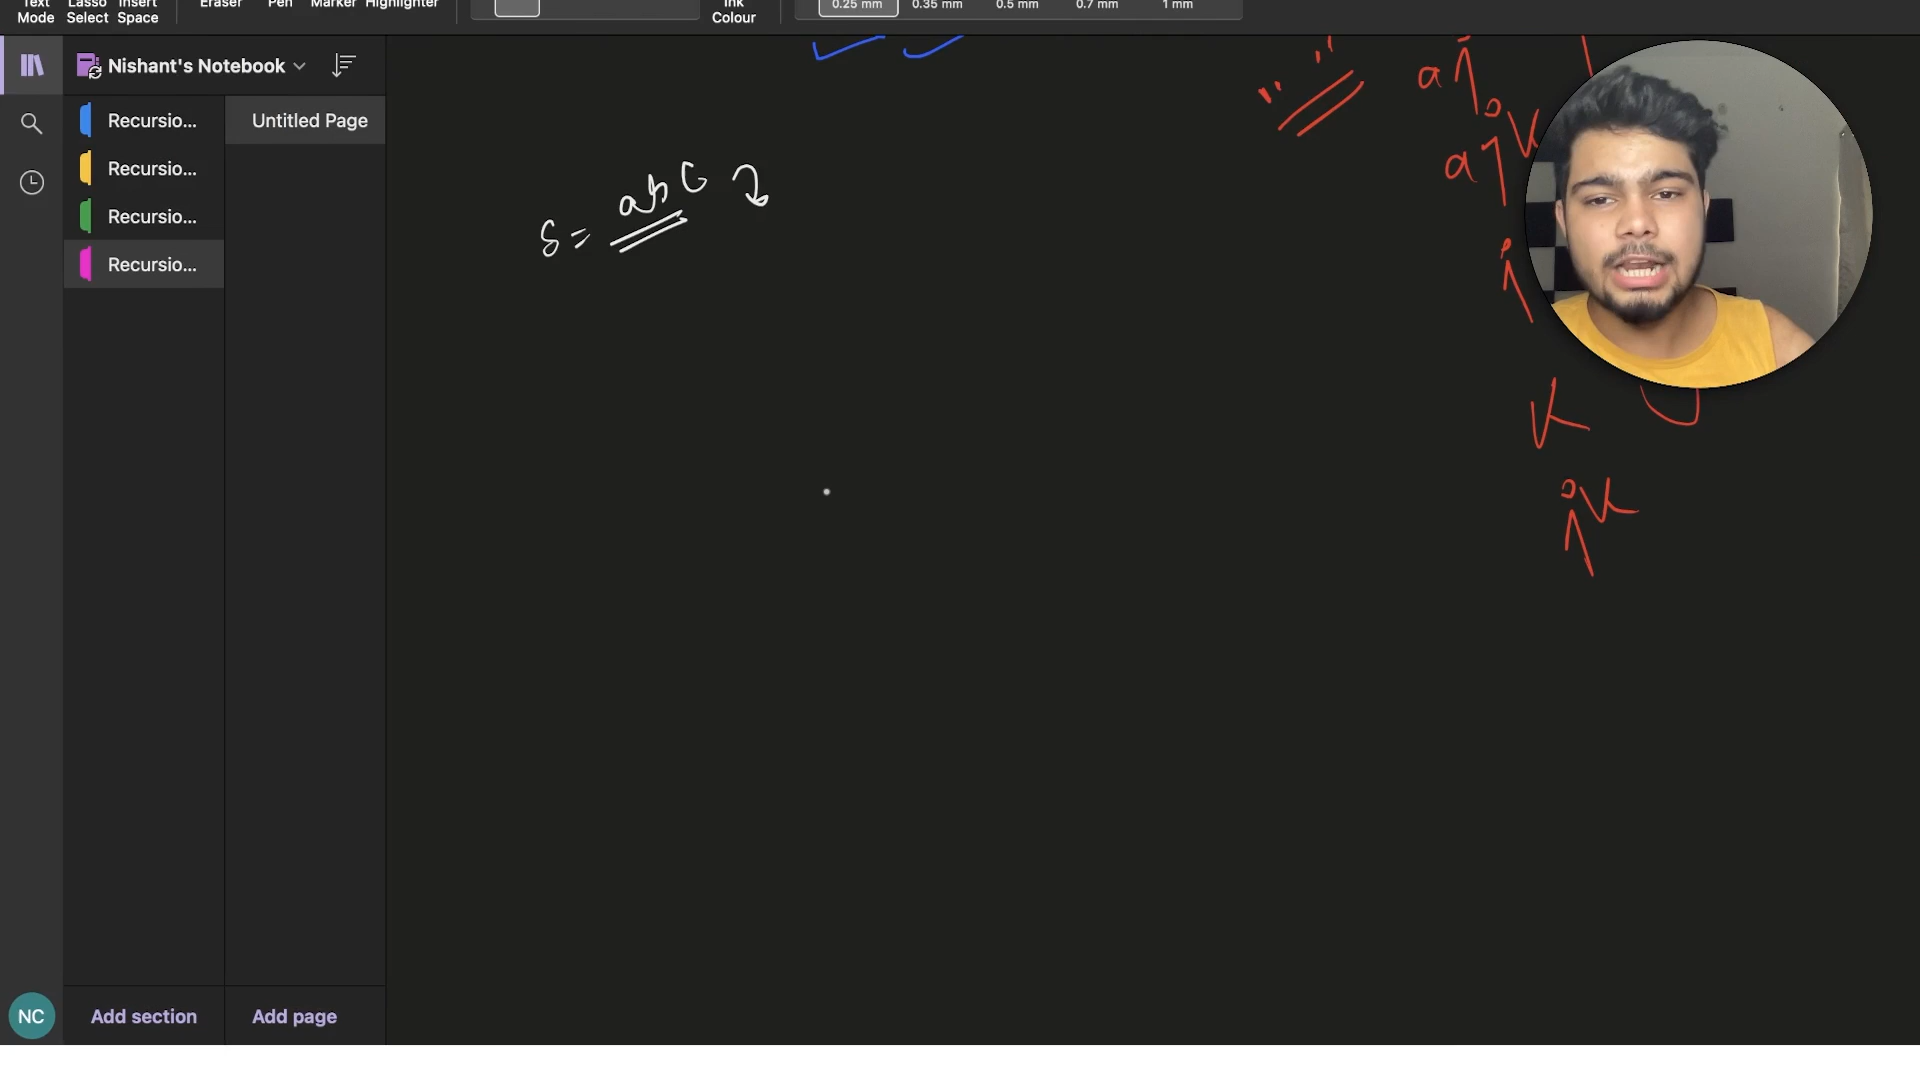 Text Mode
Lasso Select
Insert Space
Eraser
Pen
Marker
Highlighter
Ink Colour
0.25 mm
0.35 mm
0.5 mm
0.7 mm
1 mm
Nishant's Notebook
Recursio...
Untitled Page
Recursio...
Recursio...
Recursio...
s = abc
" "
a i
a i k
i
k
i k
NC
Add section
Add page